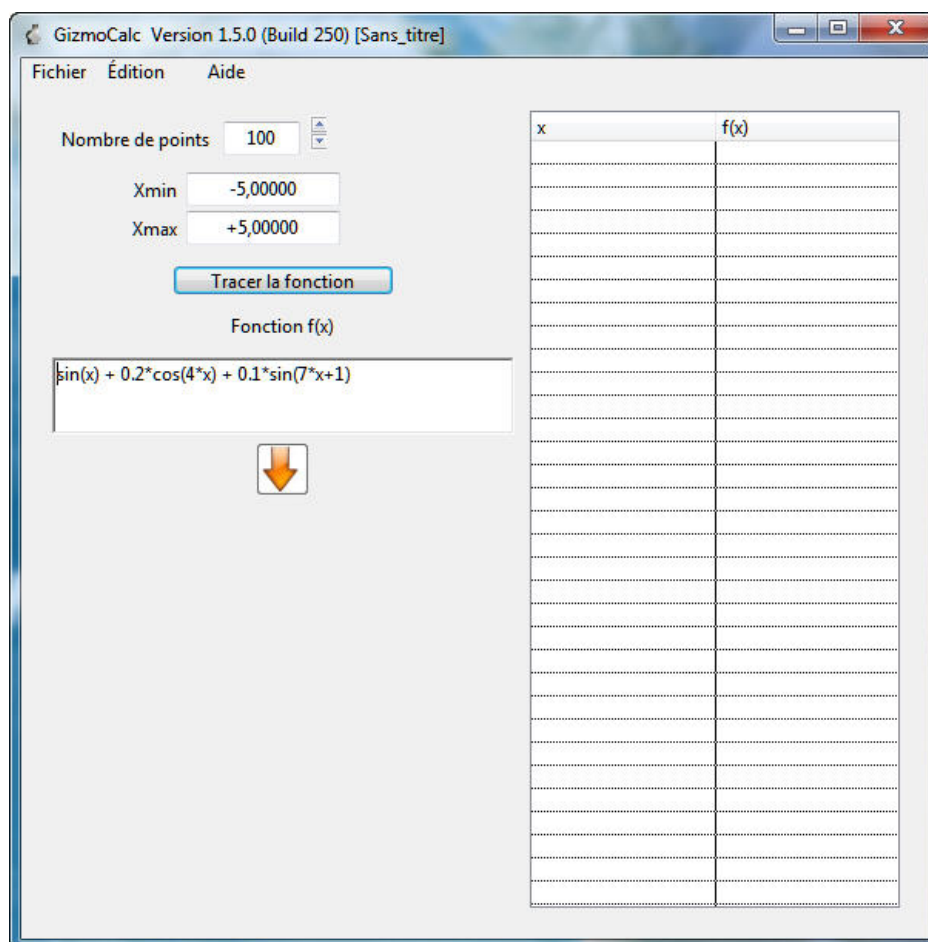 GizmoCalc Version 1.5.0 (Build 250) [Sans_titre]
Fichier Édition Aide
Nombre de points 100
Xmin -5,00000
Xmax +5,00000
Tracer la fonction
Fonction f(x)
sin(x) + 0.2*cos(4*x) + 0.1*sin(7*x+1)
x f(x)